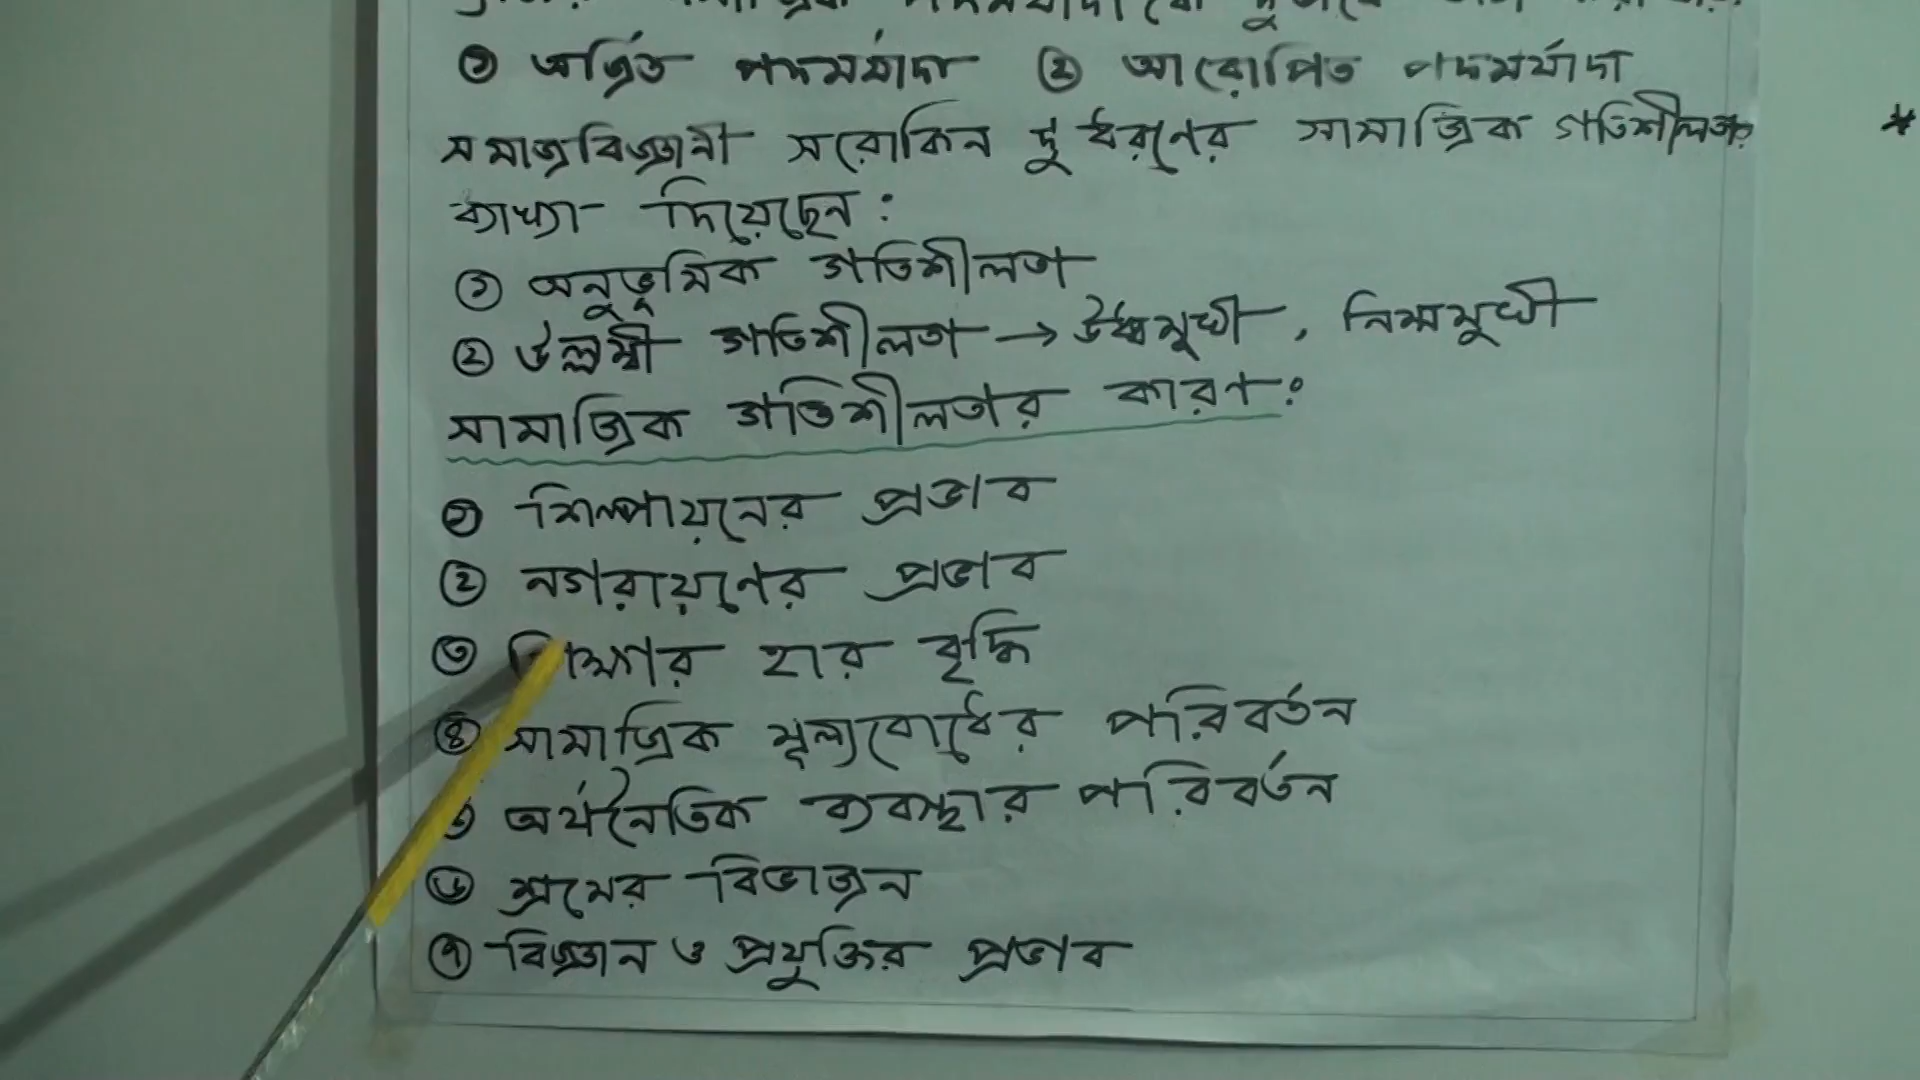 ① অর্জিত পদমর্যাদা ② আরোপিত পদমর্যাদা
সমাজবিজ্ঞানী সরোকিন দু ধরণের সামাজিক গতিশীলতার *
ব্যাখ্যা দিয়েছেন:
① অনুভূমিক গতিশীলতা
② উল্লম্বী গতিশীলতা → উর্ধ্বমুখী, নিম্নমুখী
সামাজিক গতিশীলতার কারণ:
① শিল্পায়নের প্রভাব
② নগরায়ণের প্রভাব
③ শিক্ষার হার বৃদ্ধি
④ সামাজিক মূল্যবোধের পরিবর্তন
অর্থনৈতিক ব্যবস্থার পরিবর্তন
⑥ শ্রমের বিভাজন
⑦ বিজ্ঞান ও প্রযুক্তির প্রভাব